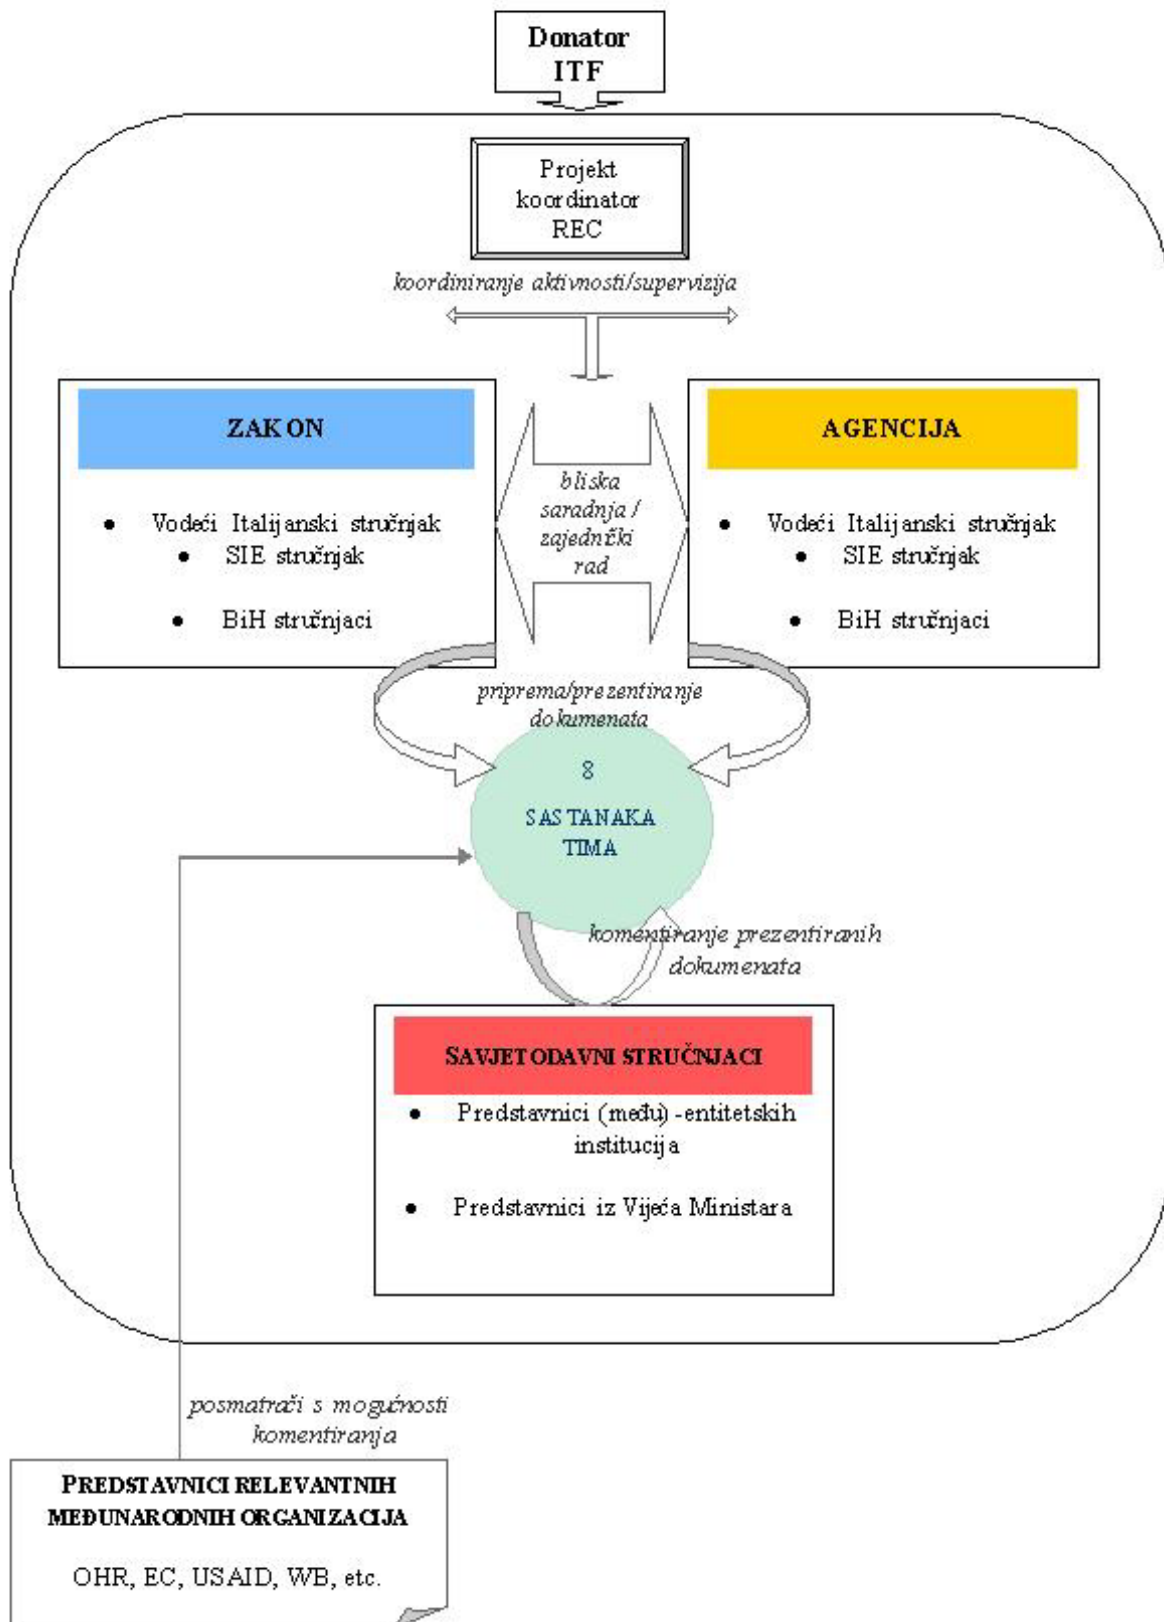 Donator
ITF
Projekt
koordinator
REC
koordiniranje aktivnosti/supervizija
ZAKON
• Vodeći Italijanski stručnjak
• SIE stručnjak
• BiH stručnjaci
bliska
saradnja /
zajednički
rad
AGENCIJA
• Vodeći Italijanski stručnjak
• SIE stručnjak
• BiH stručnjaci
priprema/prezentiranje
dokumenata
8
SASTANAKA
TIMA
komentiranje prezentiranih
dokumenata
SAVJETODAVNI STRUČNJACI
• Predstavnici (među) -entitetskih
institucija
• Predstavnici iz Vijeća Ministara
posmatrači s mogućnosti
komentiranja
PREDSTAVNICI RELEVANTNIH
MEĐUNARODNIH ORGANIZACIJA
OHR, EC, USAID, WB, etc.